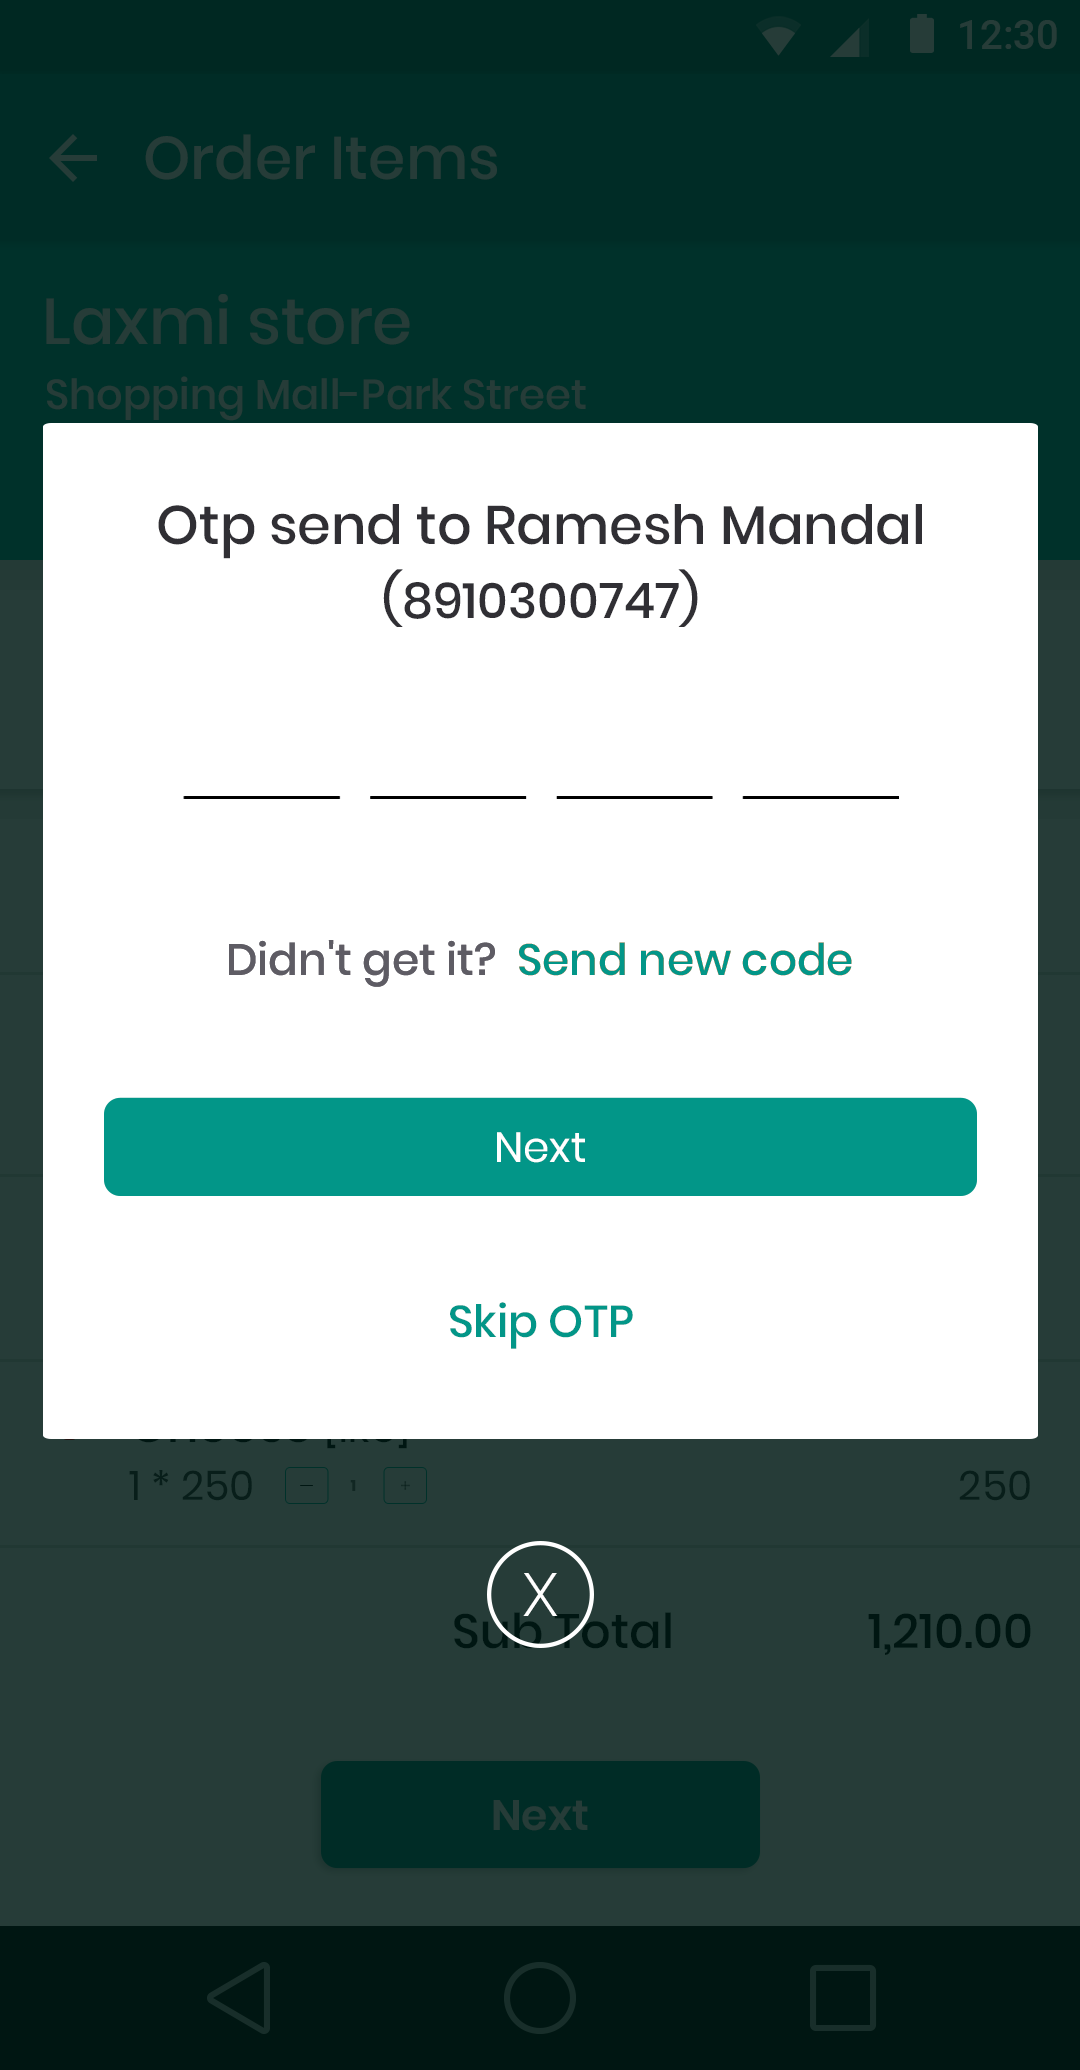 12:30
Order Items
Laxmi store
Shopping Mall-Park Street
Otp send to Ramesh Mandal
(8910300747)
Didn't get it? Send new code
Next
Skip OTP
1 * 250 − 1 + 250
X
Sub Total 1,210.00
Next